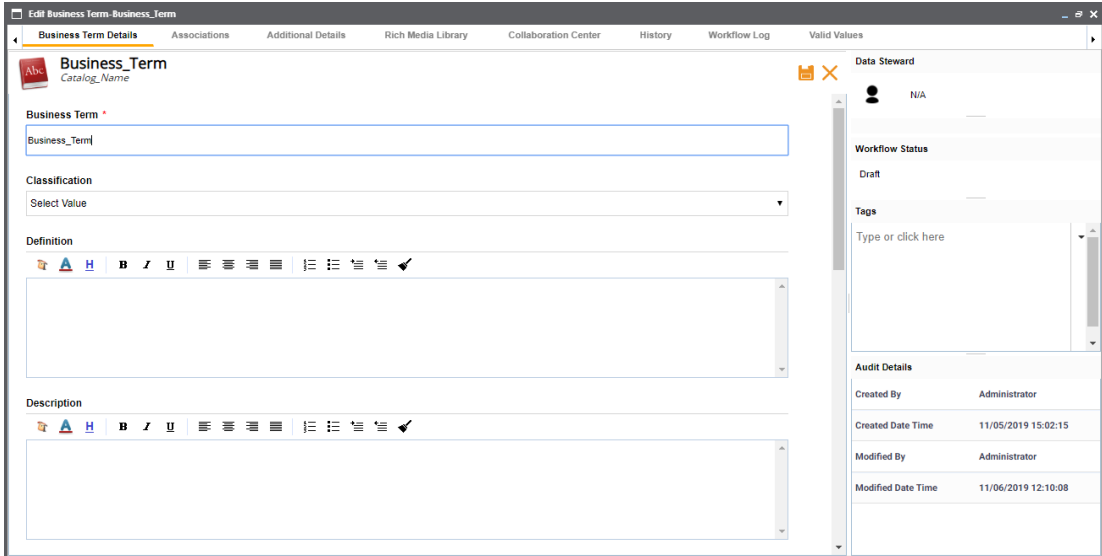 Edit Business Term-Business_Term
Business Term Details Associations Additional Details Rich Media Library Collaboration Center History Workflow Log Valid Values
Abc
Business_Term
Catalog_Name
Business Term *
Business_Term
Classification
Select Value
Definition
A H B I U
Description
A H B I U
Data Steward
N/A
Workflow Status
Draft
Tags
Type or click here
Audit Details
Created By Administrator
Created Date Time 11/05/2019 15:02:15
Modified By Administrator
Modified Date Time 11/06/2019 12:10:08